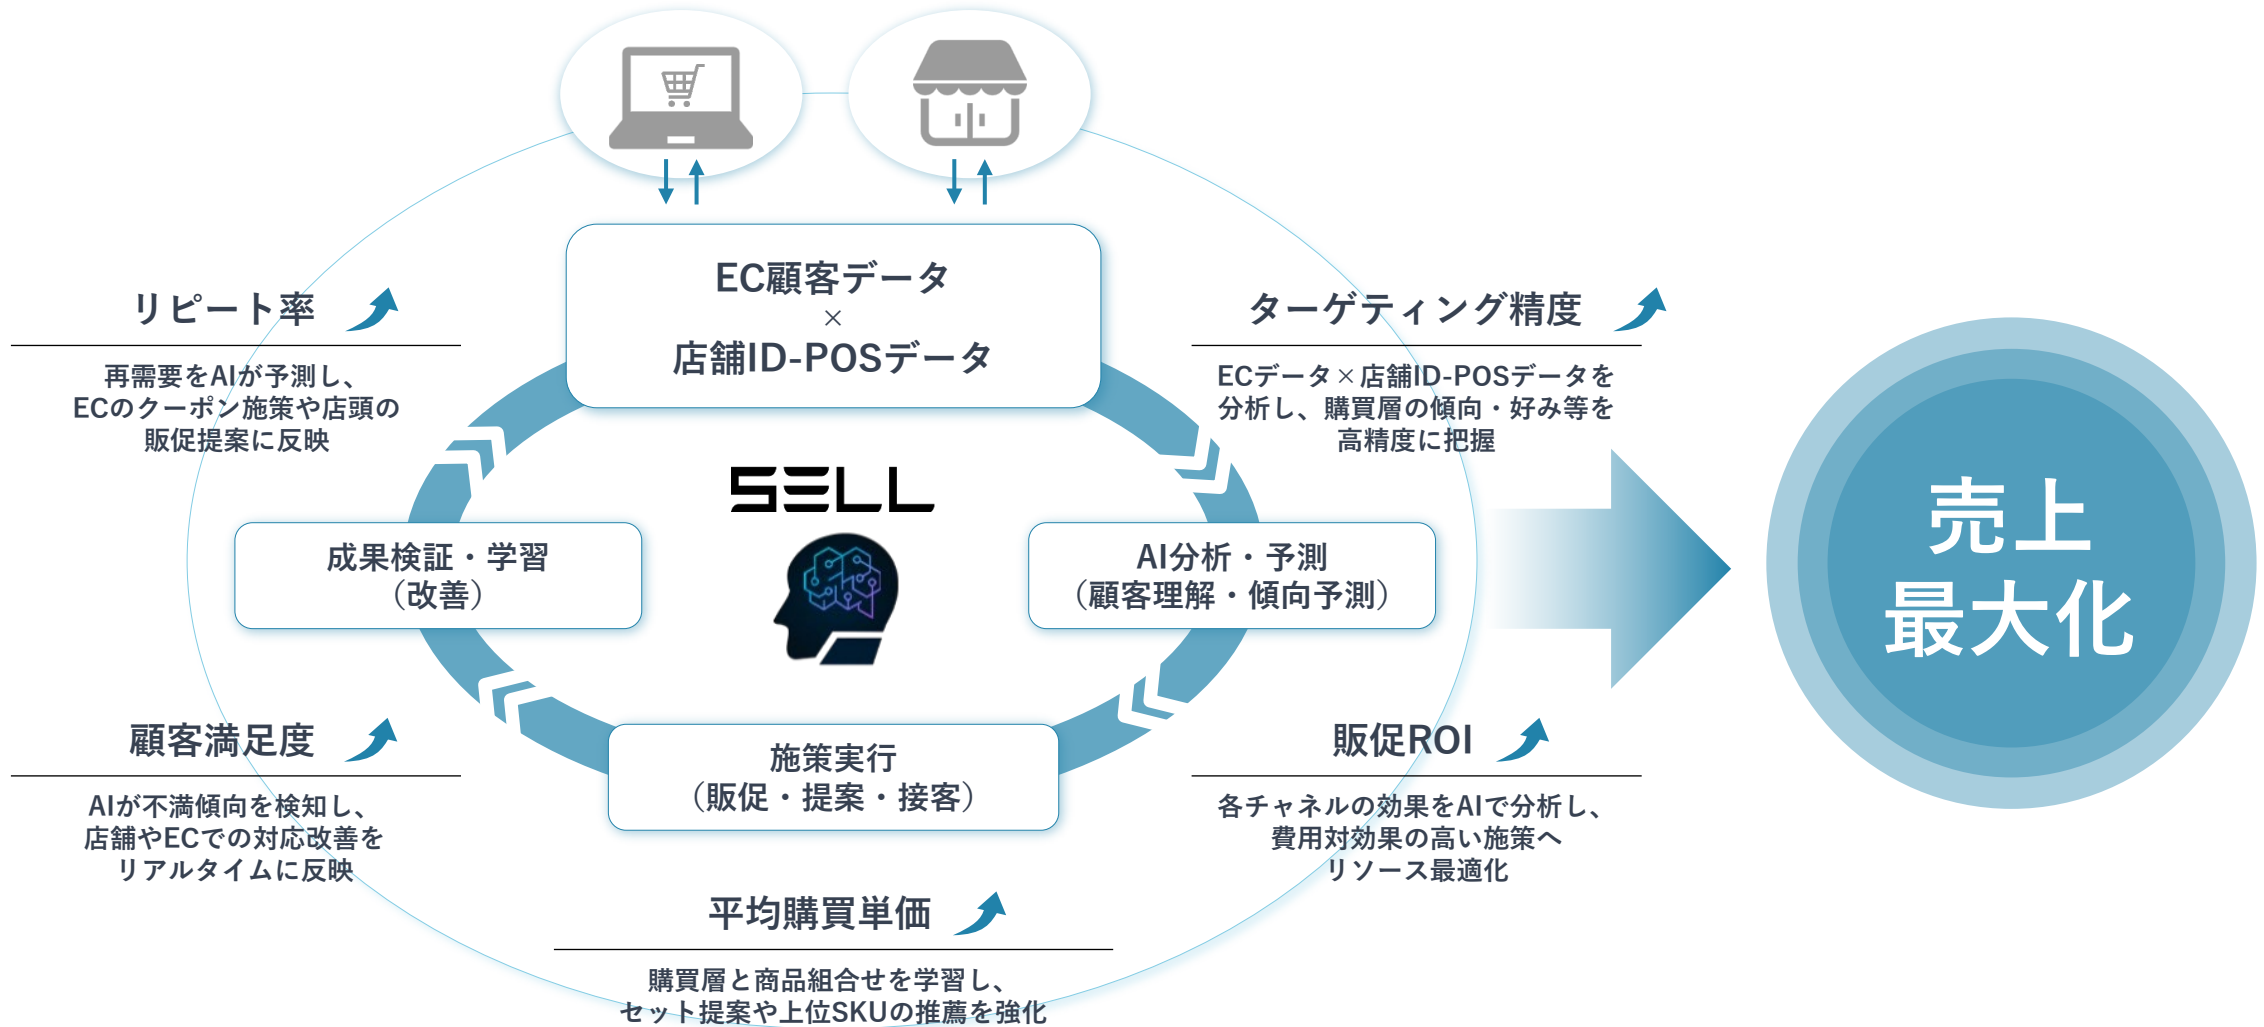 EC顧客データ
×
店舗ID-POSデータ
リピート率
再需要をAIが予測し、
ECのクーポン施策や店頭の
販促提案に反映
ターゲティング精度
ECデータ×店舗ID-POSデータを
分析し、購買層の傾向・好み等を
高精度に把握
SELL
成果検証・学習
（改善）
AI分析・予測
（顧客理解・傾向予測）
売上
最大化
施策実行
（販促・提案・接客）
顧客満足度
AIが不満傾向を検知し、
店舗やECでの対応改善を
リアルタイムに反映
販促ROI
各チャネルの効果をAIで分析し、
費用対効果の高い施策へ
リソース最適化
平均購買単価
購買層と商品組合せを学習し、
セット提案や上位SKUの推薦を強化